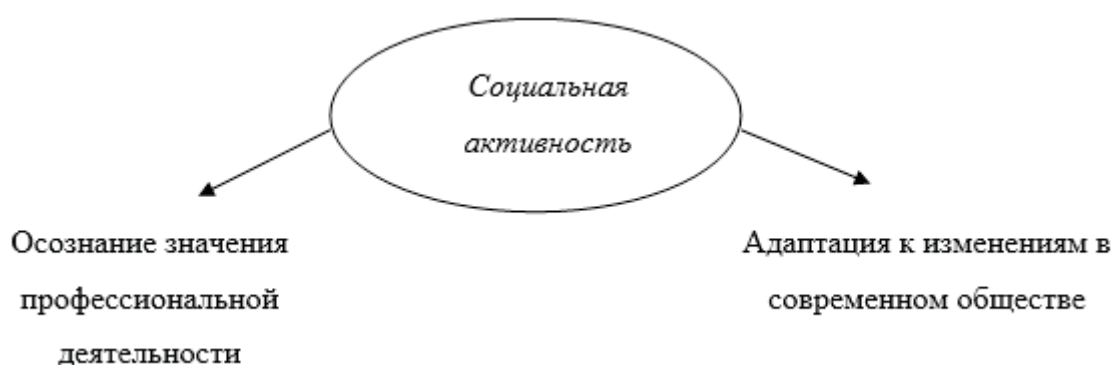 Социальная
активность
Осознание значения
профессиональной
деятельности
Адаптация к изменениям в
современном обществе